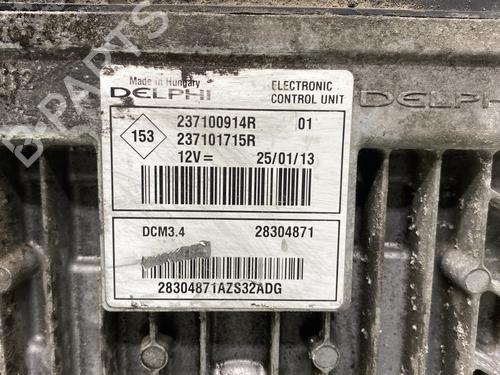 Made in Hungary
DELPHI
ELECTRONIC
CONTROL UNIT
DELPHI
153
237100914R 01
237101715R
12V= 25/01/13
DCM3.4 28304871
28304871AZS32ADG